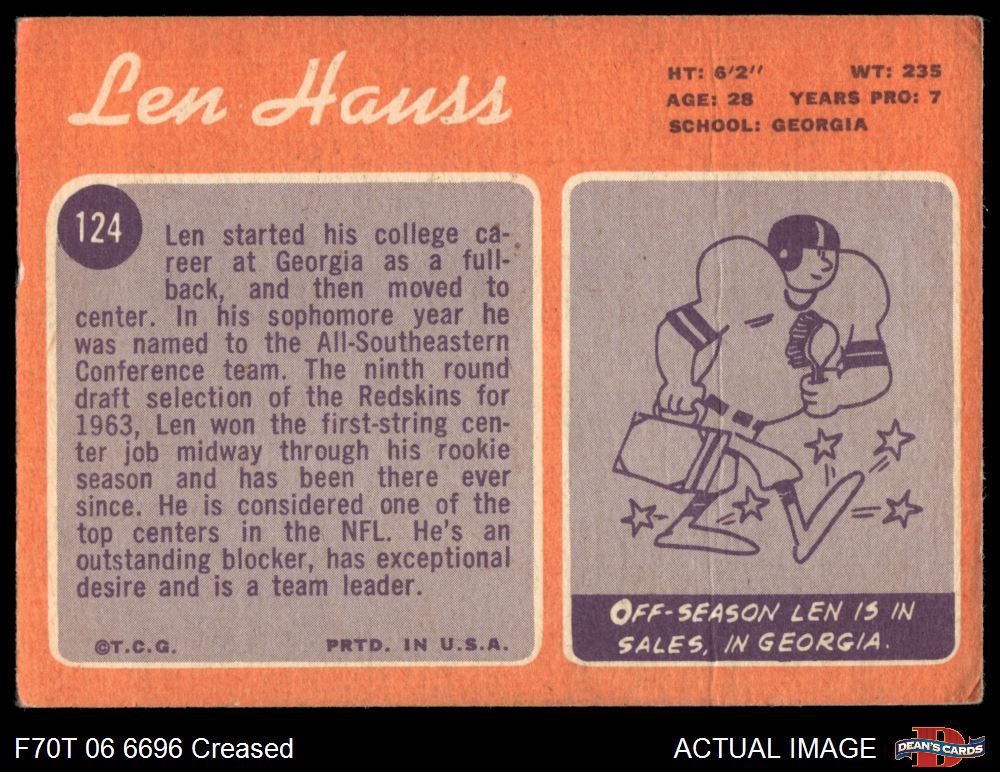 Len Hauss
HT: 6'2" WT: 235
AGE: 28 YEARS PRO: 7
SCHOOL: GEORGIA
124
Len started his college ca-
reer at Georgia as a full-
back, and then moved to
center. In his sophomore year he
was named to the All-Southeastern
Conference team. The ninth round
draft selection of the Redskins for
1963, Len won the first-string cen-
ter job midway through his rookie
season and has been there ever
since. He is considered one of the
top centers in the NFL. He's an
outstanding blocker, has exceptional
desire and is a team leader.
©T.C.G. PRTD. IN U.S.A.
OFF-SEASON LEN IS IN
SALES, IN GEORGIA.
F70T 06 6696 Creased
ACTUAL IMAGE
DEAN'S CARDS